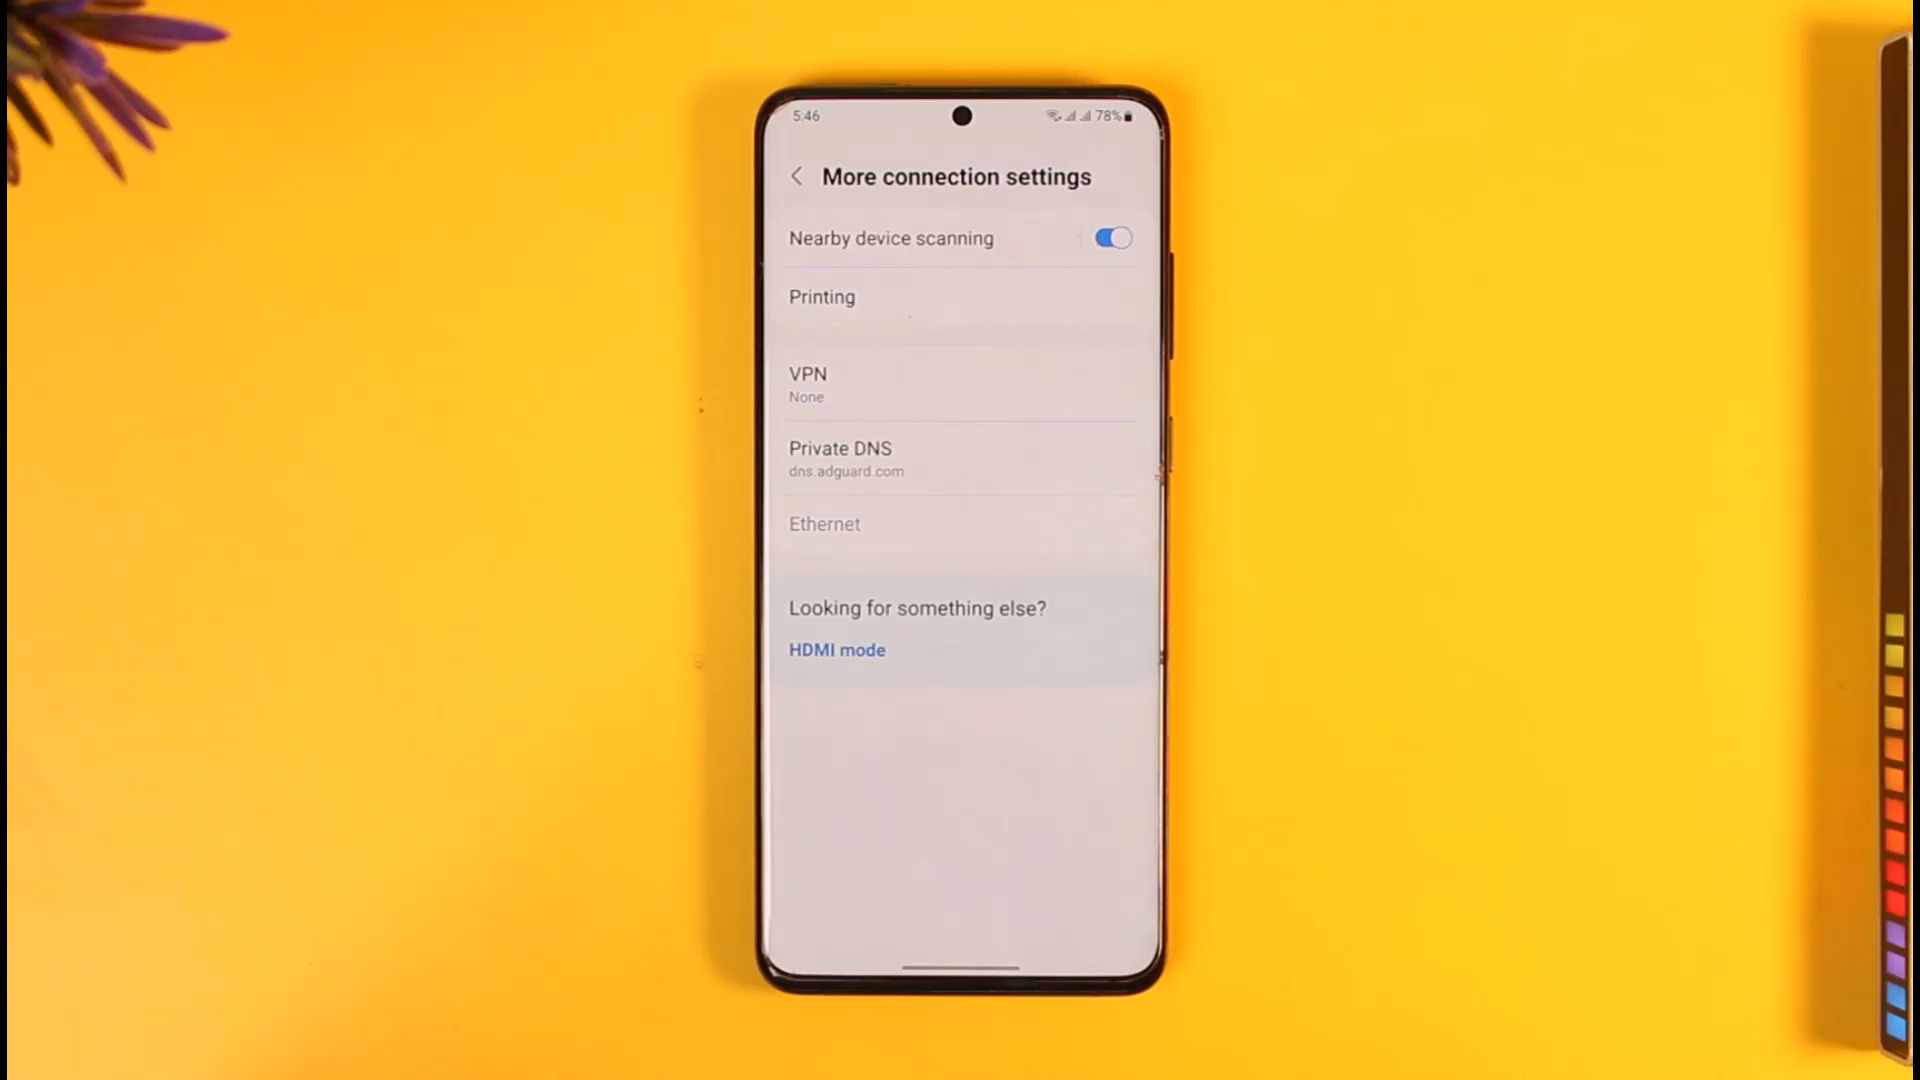 5:46
78%
More connection settings
Nearby device scanning
Printing
VPN
None
Private DNS
dns.adguard.com
Ethernet
Looking for something else?
HDMI mode